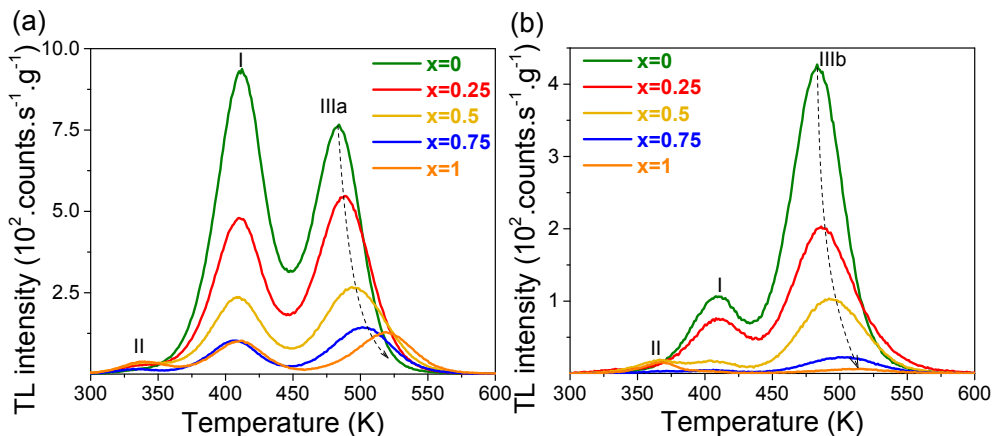 (a)
TL intensity (10².counts.s⁻¹.g⁻¹)
10.0
7.5
5.0
2.5
I
II
IIIa
x=0
x=0.25
x=0.5
x=0.75
x=1
300 350 400 450 500 550 600
Temperature (K)
(b)
TL intensity (10².counts.s⁻¹.g⁻¹)
4
3
2
1
0
IIIb
I
II
x=0
x=0.25
x=0.5
x=0.75
x=1
300 350 400 450 500 550 600
Temperature (K)